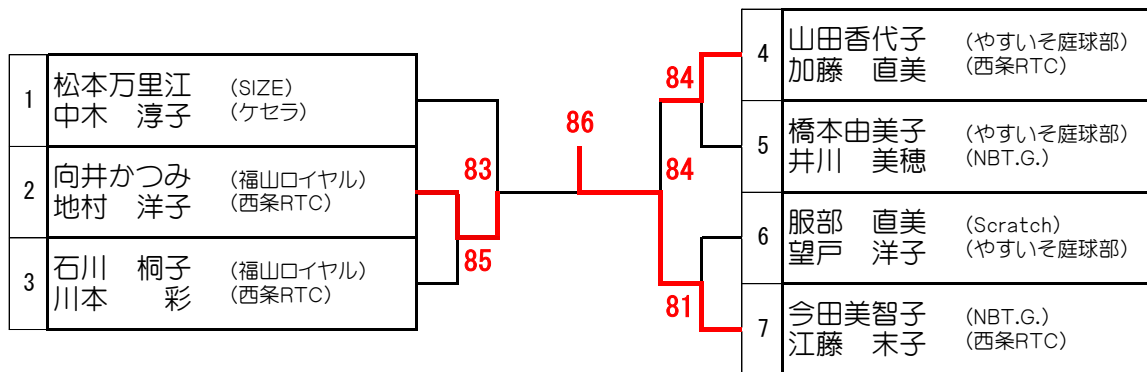 1
松本万里江 (SIZE)
中木 淳子 (ケセラ)
2
向井かつみ (福山ロイヤル)
地村 洋子 (西条RTC)
3
石川 桐子 (福山ロイヤル)
川本 彩 (西条RTC)
83
85
86
84
84
81
4
山田香代子 (やすいそ庭球部)
加藤 直美 (西条RTC)
5
橋本由美子 (やすいそ庭球部)
井川 美穂 (NBT.G.)
6
服部 直美 (Scratch)
望戸 洋子 (やすいそ庭球部)
7
今田美智子 (NBT.G.)
江藤 末子 (西条RTC)